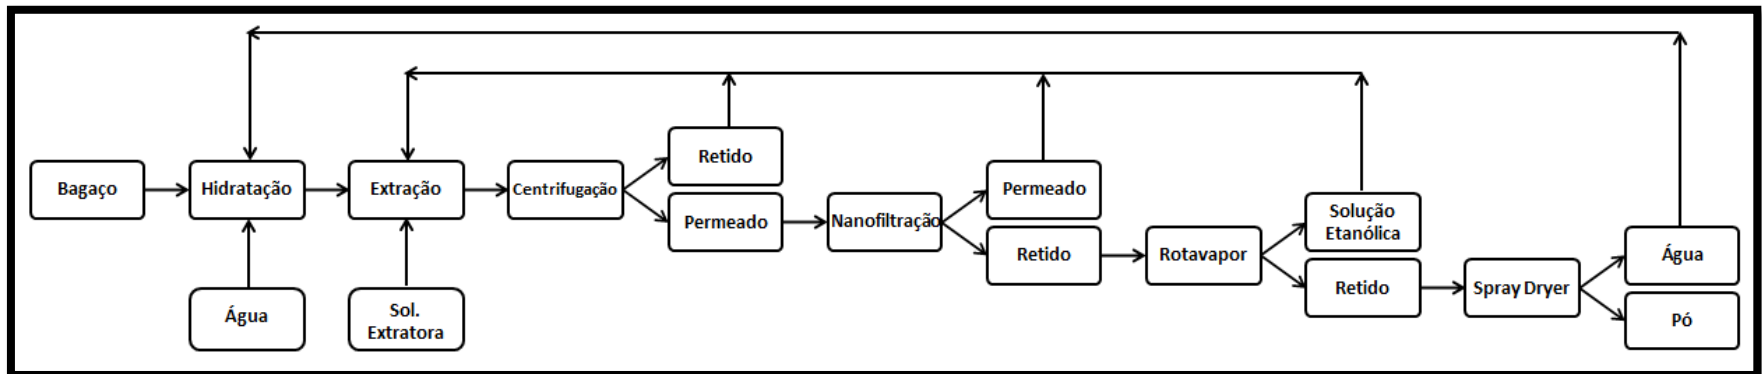 Bagaço
Hidratação
Água
Extração
Sol.
Extratora
Centrifugação
Retido
Permeado
Nanofiltração
Permeado
Retido
Rotavapor
Solução
Etanólica
Retido
Spray Dryer
Água
Pó